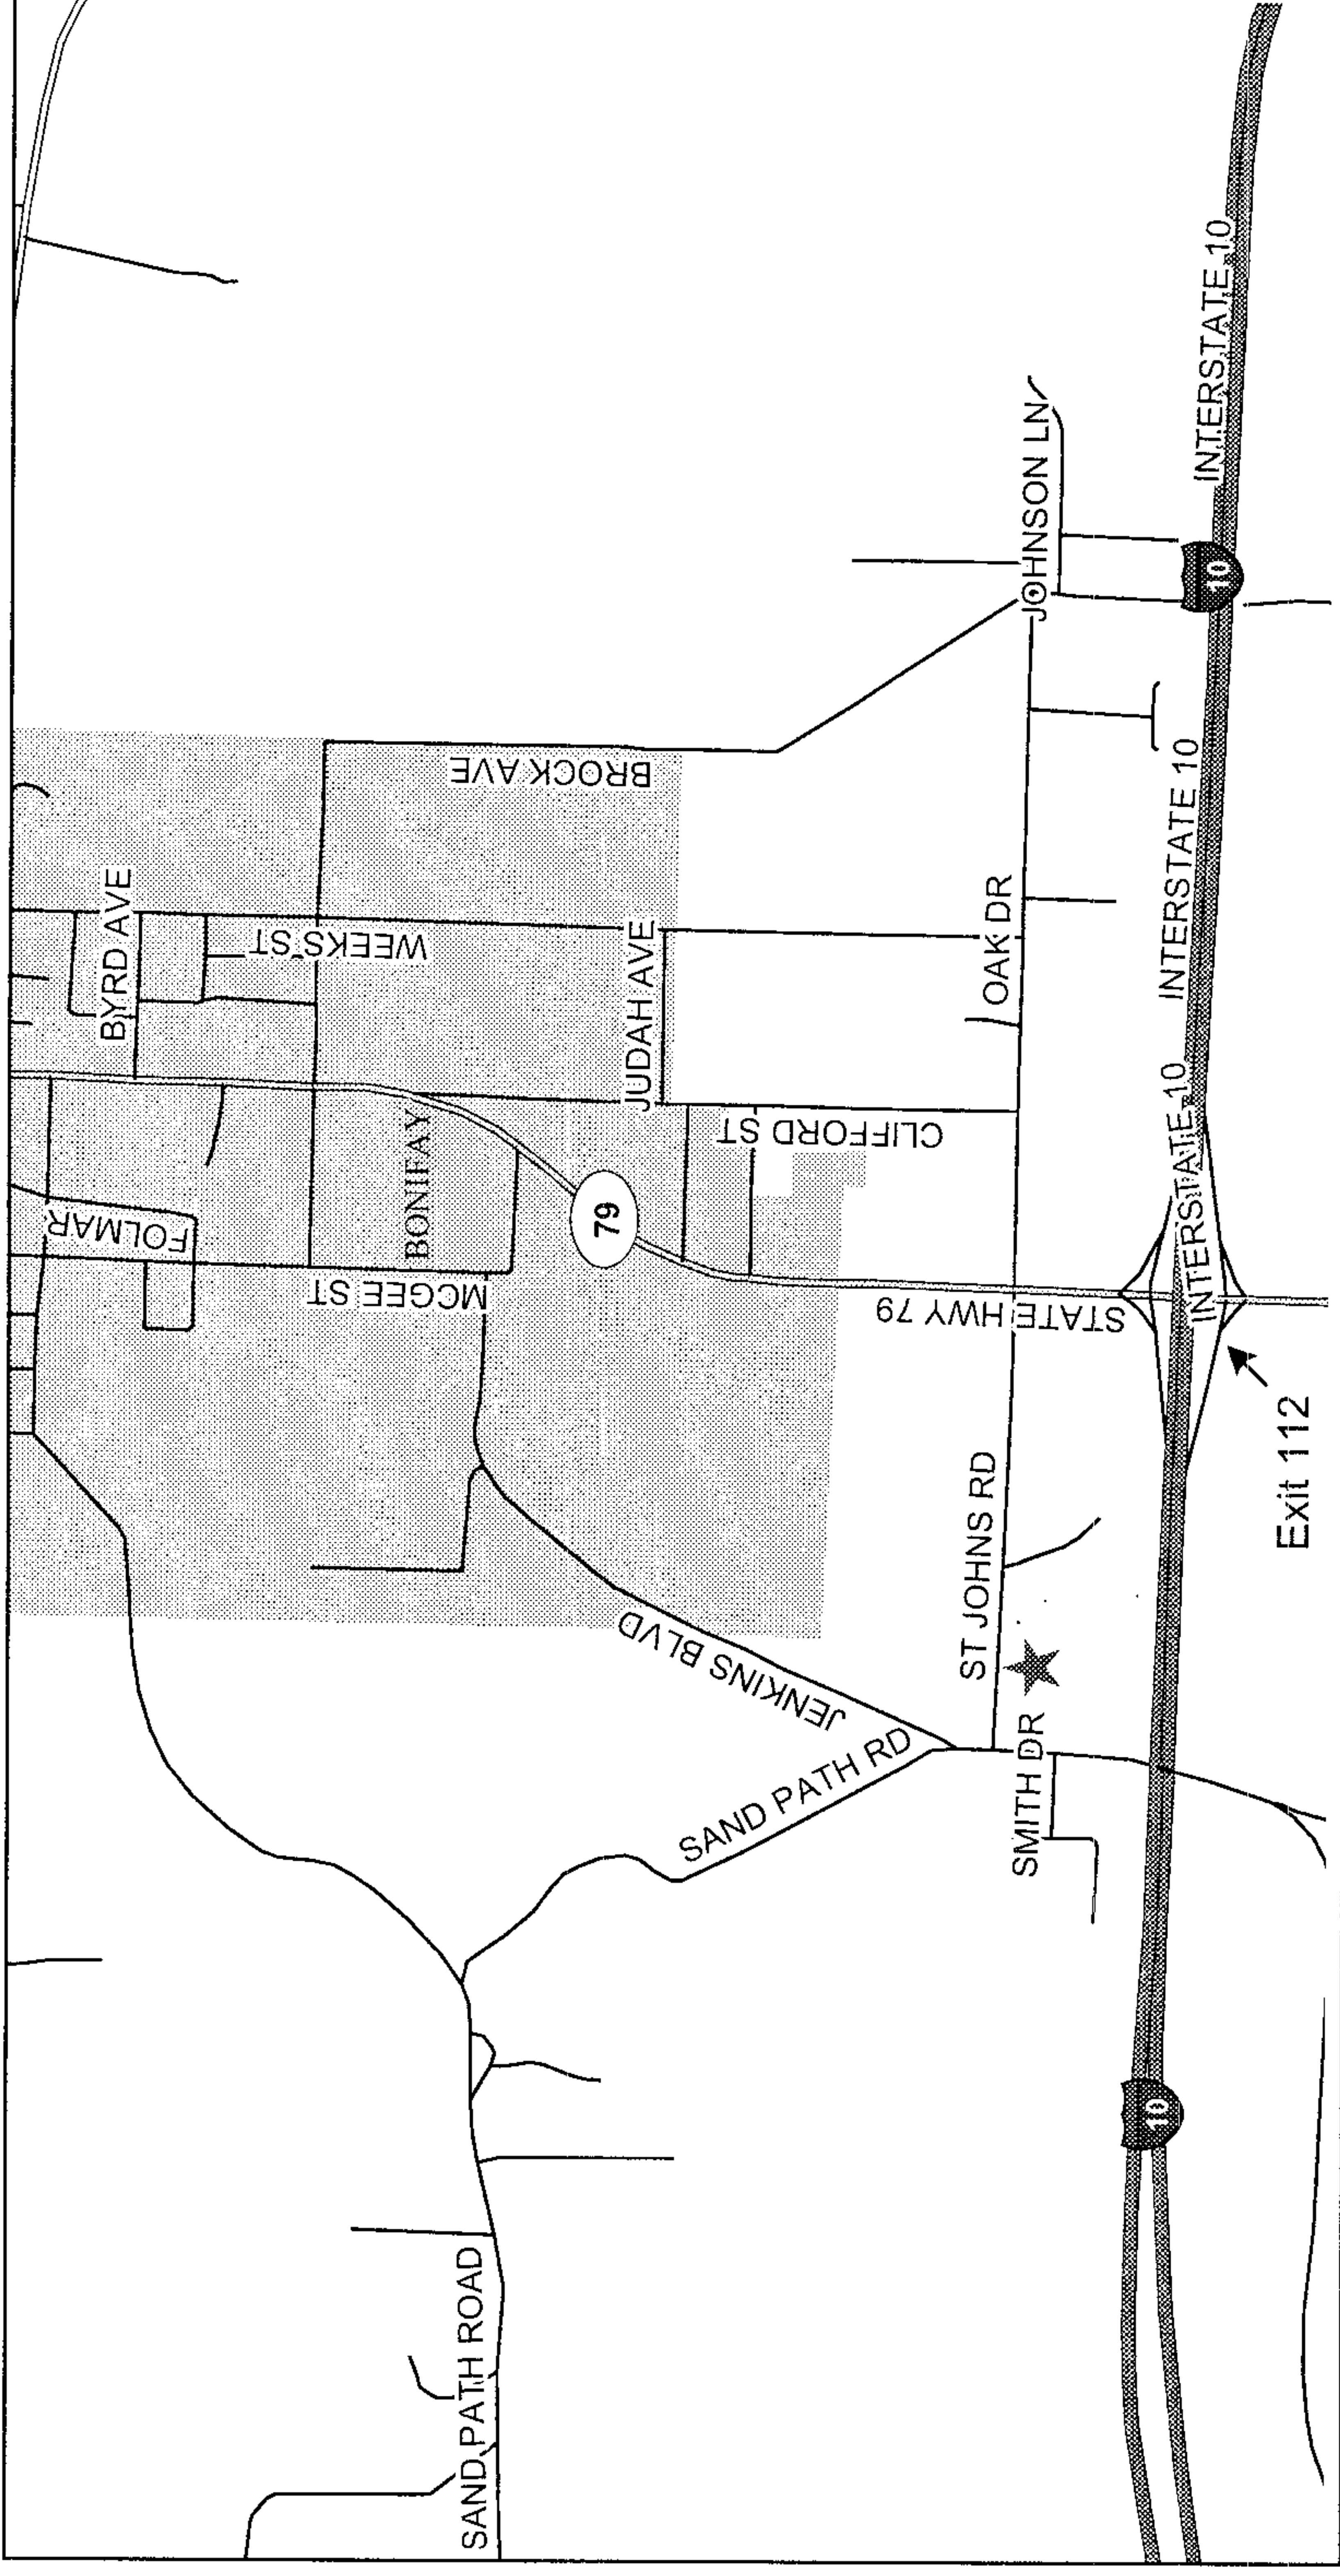 BYRD AVE
WEEKS ST
FOLMAR
BONIFAY
MCGEE ST
BROCK AVE
JUDAH AVE
CLIFFORD ST
79
SAND PATH ROAD
JENKINS BLVD
SAND PATH RD
STATE HWY 79
OAK DR
JOHNSON LN
ST JOHNS RD
SMITH DR
10
INTERSTATE 10
INTERSTATE 10
10
INTERSTATE 10
Exit 112